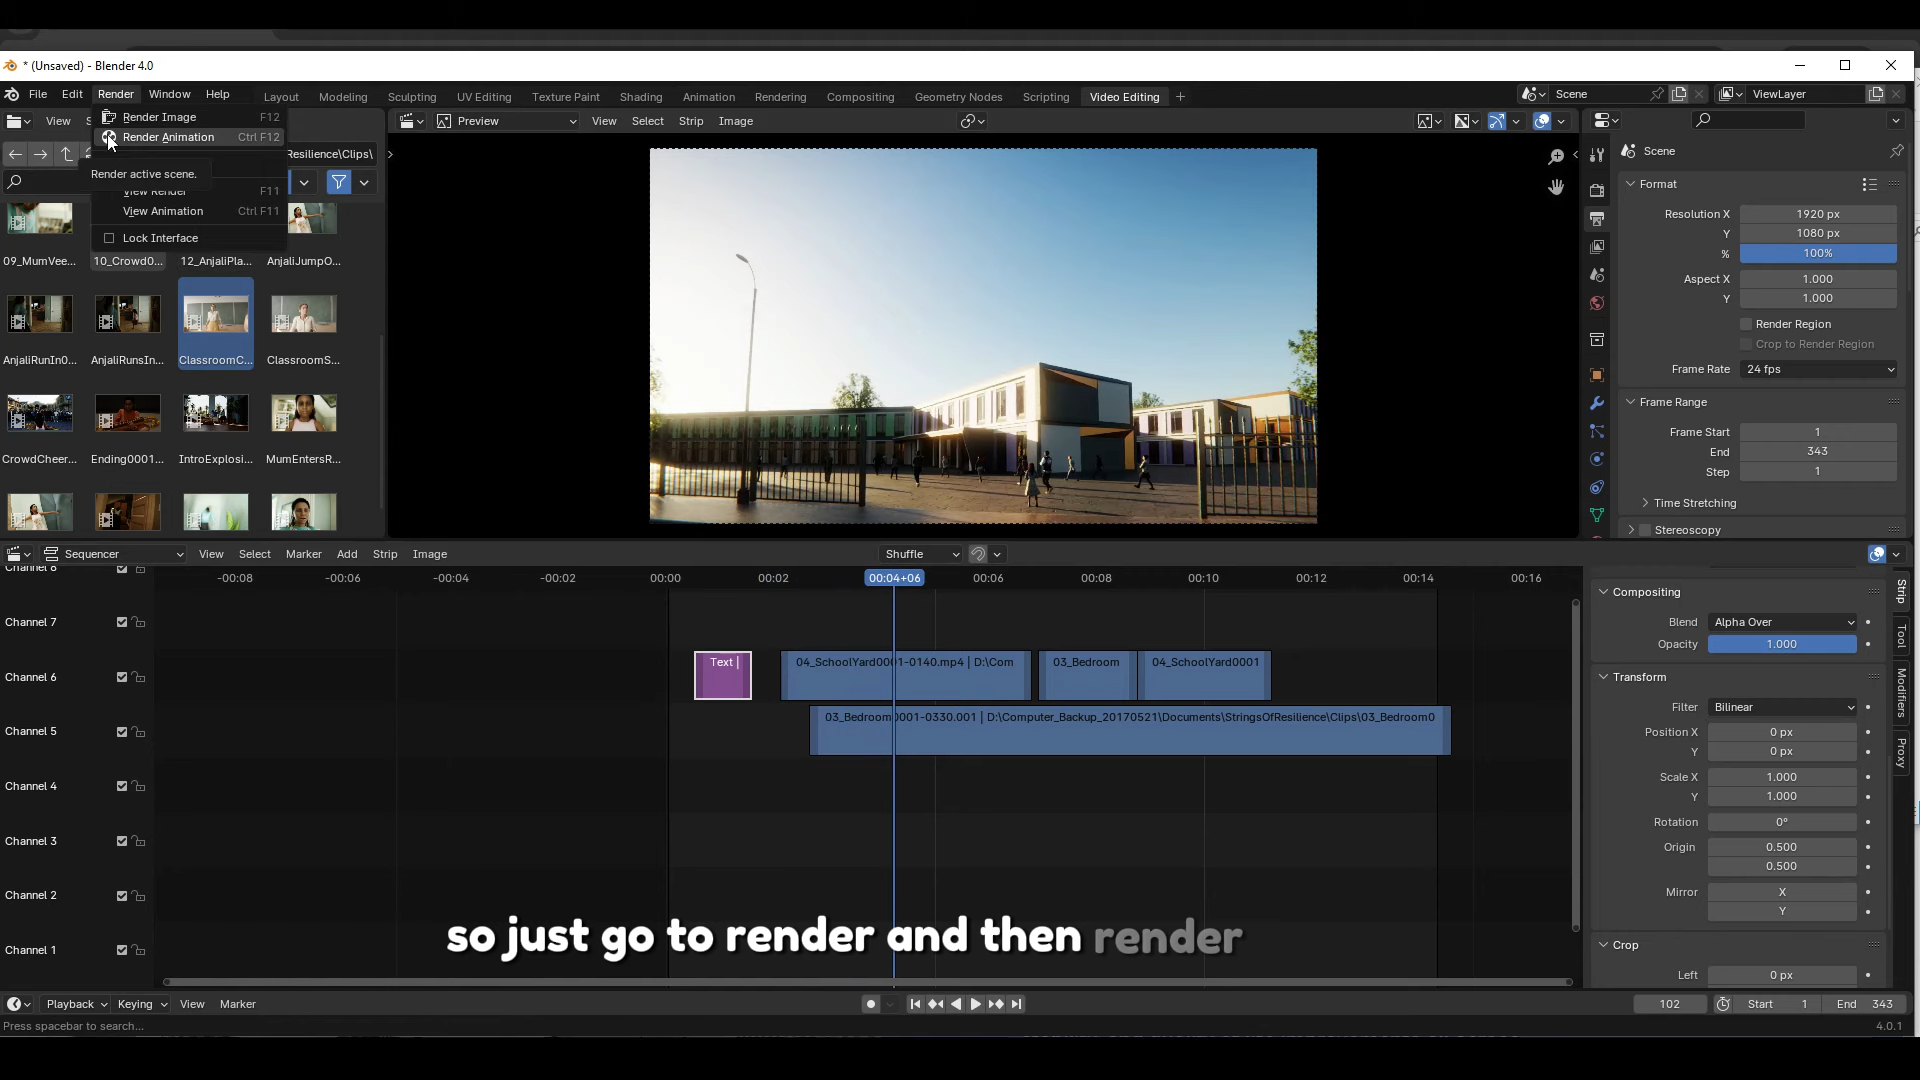 * (Unsaved) - Blender 4.0
File Edit Render Window Help
Layout Modeling Sculpting UV Editing Texture Paint Shading Animation Rendering Compositing Geometry Nodes Scripting Video Editing
Scene
ViewLayer
Render Image F12
Render Animation Ctrl F12
Render active scene.
View Render F11
View Animation Ctrl F11
Lock Interface
View
Resilience\Clips\
09_MumVee... 10_Crowd0... 12_AnjaliPla... AnjaliJumpO...
AnjaliRunIn0... AnjaliRunsIn... ClassroomC... ClassroomS...
CrowdCheer... Ending0001... IntroExplosi... MumEntersR...
Preview View Select Strip Image
Scene
Format
Resolution X 1920 px
Y 1080 px
% 100%
Aspect X 1.000
Y 1.000
Render Region
Crop to Render Region
Frame Rate 24 fps
Frame Range
Frame Start 1
End 343
Step 1
Time Stretching
Stereoscopy
Sequencer View Select Marker Add Strip Image
Shuffle
-00:08 -00:06 -00:04 -00:02 00:00 00:02 00:04+06 00:06 00:08 00:10 00:12 00:14 00:16
Channel 8
Channel 7
Channel 6
Channel 5
Channel 4
Channel 3
Channel 2
Channel 1
Text |
04_SchoolYard0001-0140.mp4 | D:\Com
03_Bedroom
04_SchoolYard0001
03_Bedroom0001-0330.001 | D:\Computer_Backup_20170521\Documents\StringsOfResilience\Clips\03_Bedroom0
Compositing
Blend Alpha Over
Opacity 1.000
Transform
Filter Bilinear
Position X 0 px
Y 0 px
Scale X 1.000
Y 1.000
Rotation 0°
Origin 0.500
0.500
Mirror X
Y
Crop
Left 0 px
Strip
Tool
Modifiers
Proxy
so just go to render and then render
Playback Keying View Marker
102 Start 1 End 343
Press spacebar to search...
4.0.1